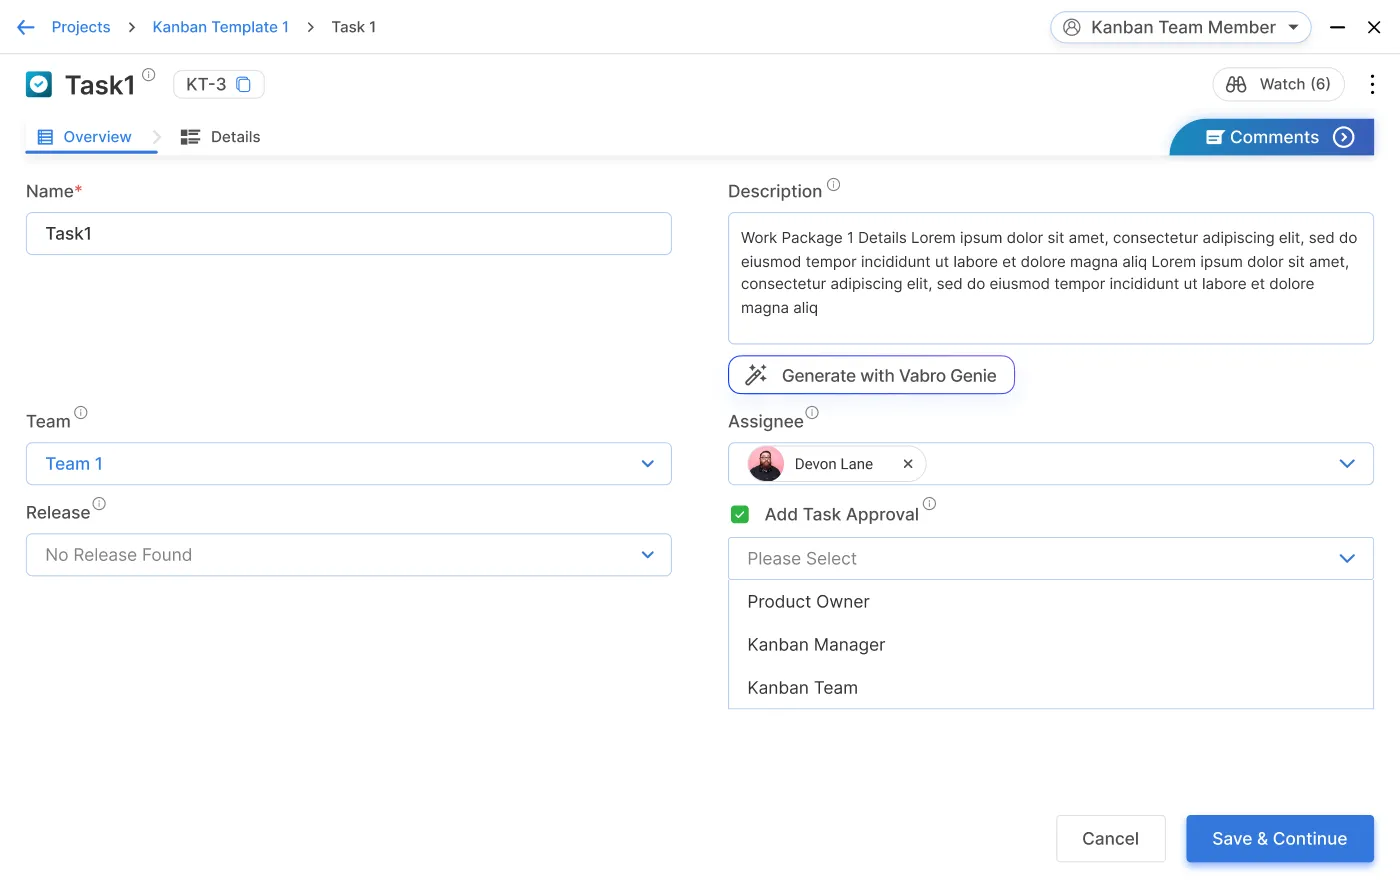 Projects > Kanban Template 1 > Task 1
Kanban Team Member
Task1
KT-3
Watch (6)
Overview
Details
Comments
Name*
Task1
Description
Work Package 1 Details Lorem ipsum dolor sit amet, consectetur adipiscing elit, sed do
eiusmod tempor incididunt ut labore et dolore magna aliq Lorem ipsum dolor sit amet,
consectetur adipiscing elit, sed do eiusmod tempor incididunt ut labore et dolore
magna aliq
Generate with Vabro Genie
Team
Team 1
Assignee
Devon Lane
Release
No Release Found
Add Task Approval
Please Select
Product Owner
Kanban Manager
Kanban Team
Cancel
Save & Continue